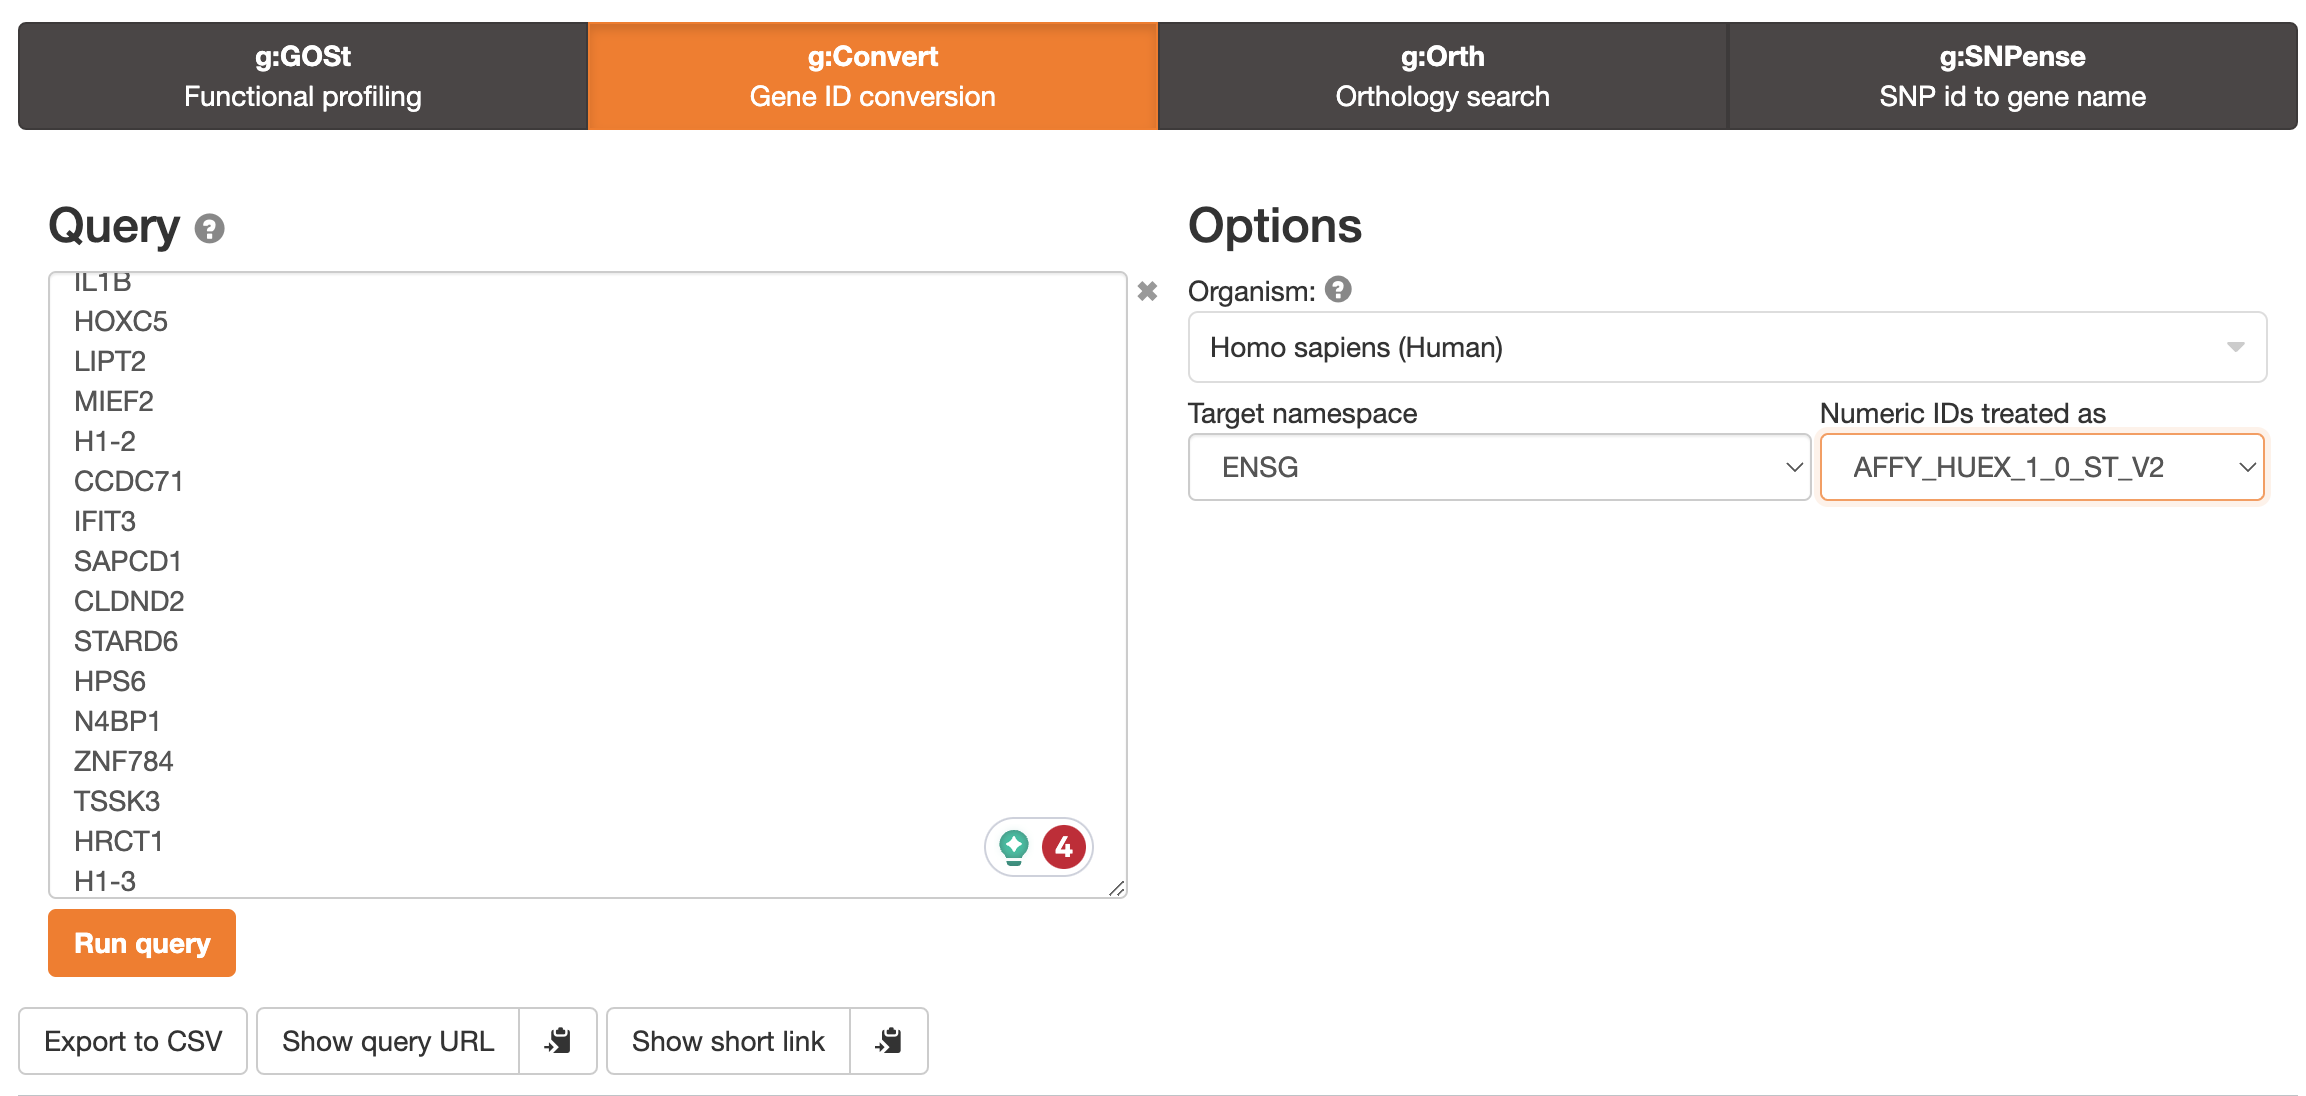 g:GOSt
Functional profiling
g:Convert
Gene ID conversion
g:Orth
Orthology search
g:SNPense
SNP id to gene name
Query ?
IL1B
HOXC5
LIPT2
MIEF2
H1-2
CCDC71
IFIT3
SAPCD1
CLDND2
STARD6
HPS6
N4BP1
ZNF784
TSSK3
HRCT1
H1-3
4
Run query
Export to CSV
Show query URL
Show short link
Options
Organism: ?
Homo sapiens (Human)
Target namespace
ENSG
Numeric IDs treated as
AFFY_HUEX_1_0_ST_V2